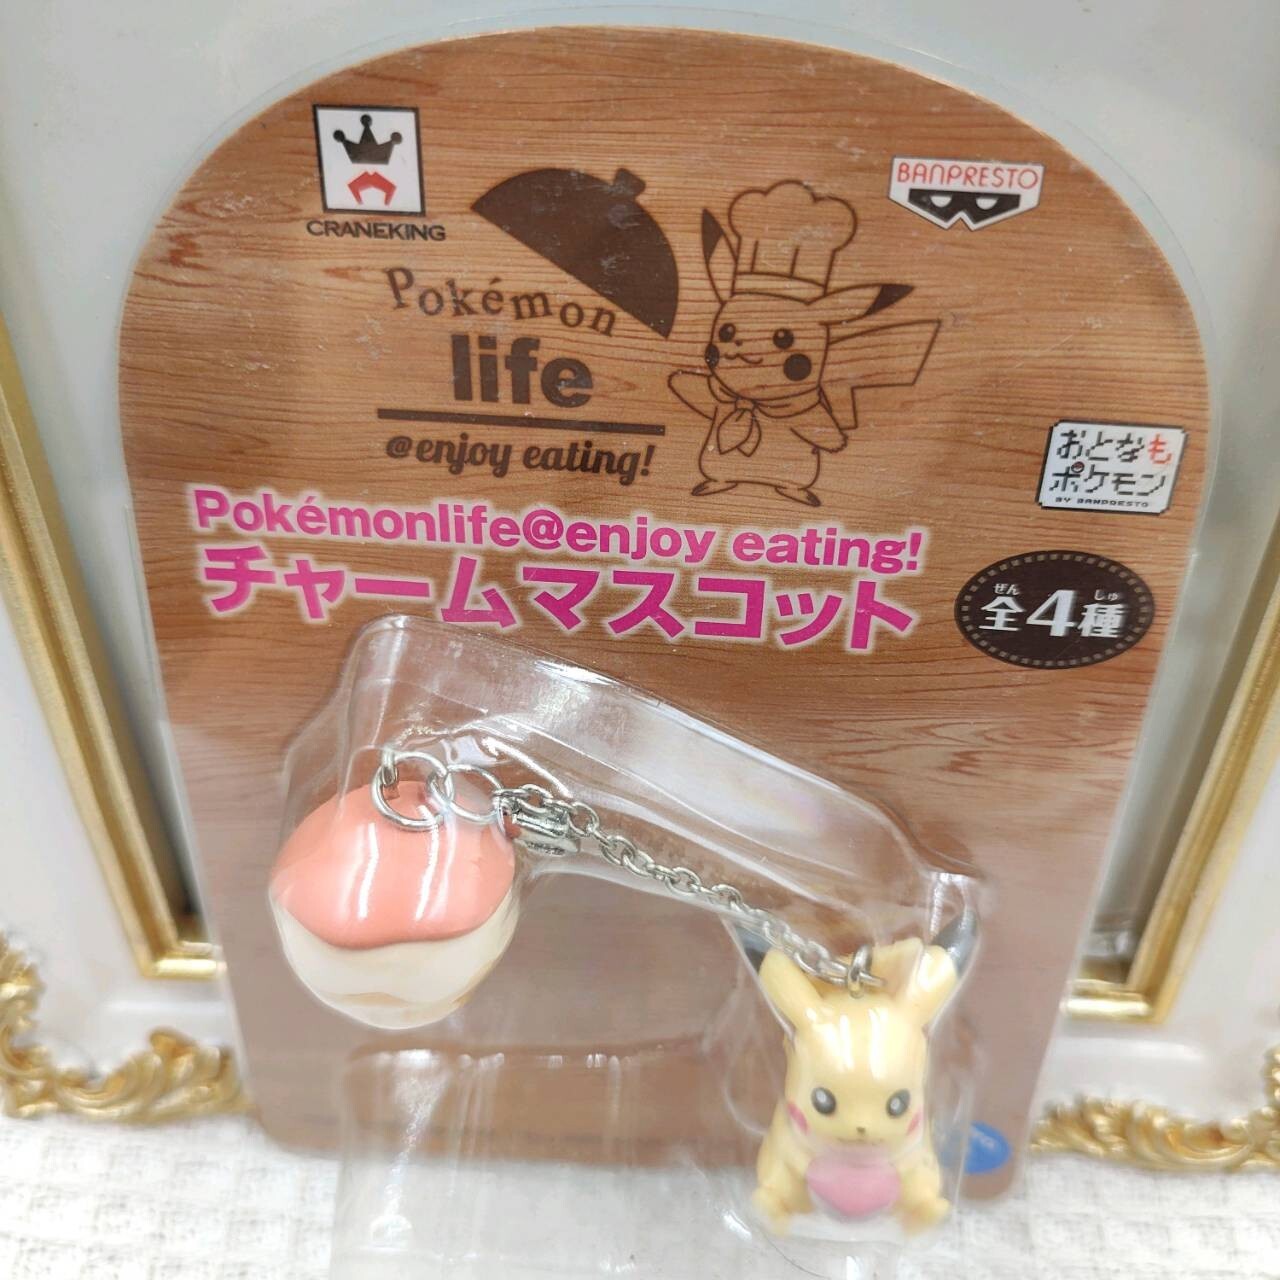 CRANEKING
BANPRESTO
Pokémon
life
@enjoy eating!
おとなも
ポケモン
BY BANPRESTO
Pokémonlife@enjoy eating!
チャームマスコット
ぜん しゅ
全4種